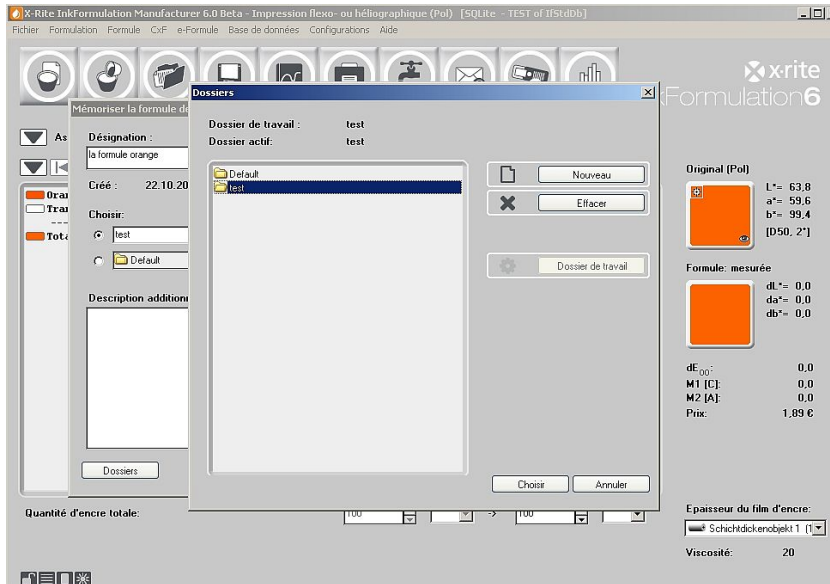 X-Rite InkFormulation Manufacturer 6.0 Beta - Impression flexo- ou héliographique (Pol) [SQLite - TEST of IfStdDb]
Fichier Formulation Formule CxF e-Formule Base de données Configurations Aide
x·rite
Formulation6
Mémoriser la formule de
Dossiers
As
Désignation :
la formule orange
Créé : 22.10.20
Choisir:
test
Default
Description additionn
Dossiers
Ora
Tra
Tota
Dossier de travail : test
Dossier actif: test
Default
test
Nouveau
Effacer
Dossier de travail
Choisir
Annuler
Original (Pol)
L*= 63,8
a*= 59,6
b*= 99,4
[D50, 2°]
Formule: mesurée
dL*= 0,0
da*= 0,0
db*= 0,0
dE00: 0,0
M1 [C]: 0,0
M2 [A]: 0,0
Prix: 1,89 €
Quantité d'encre totale: 100 -> 100
Epaisseur du film d'encre:
Schichtdickenobjekt 1 (1
Viscosité: 20